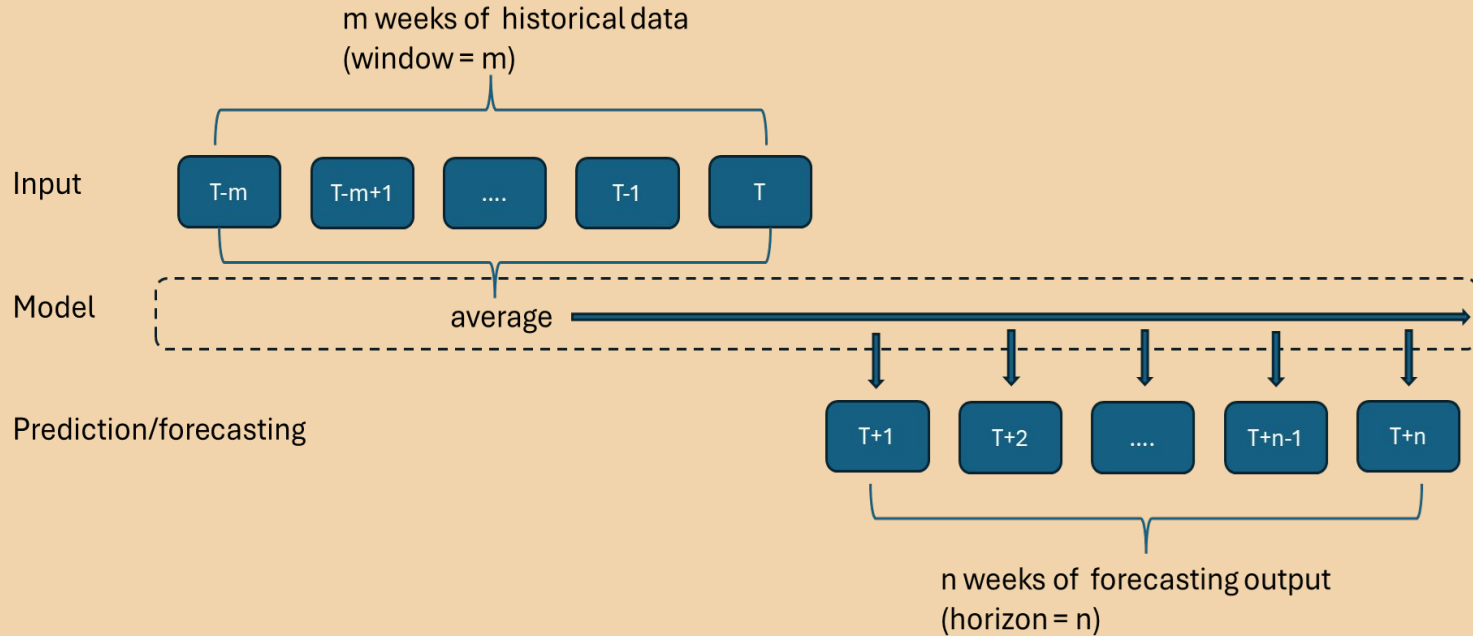 m weeks of historical data
(window = m)
Input
T-m
T-m+1
....
T-1
T
Model
average
Prediction/forecasting
T+1
T+2
....
T+n-1
T+n
n weeks of forecasting output
(horizon = n)